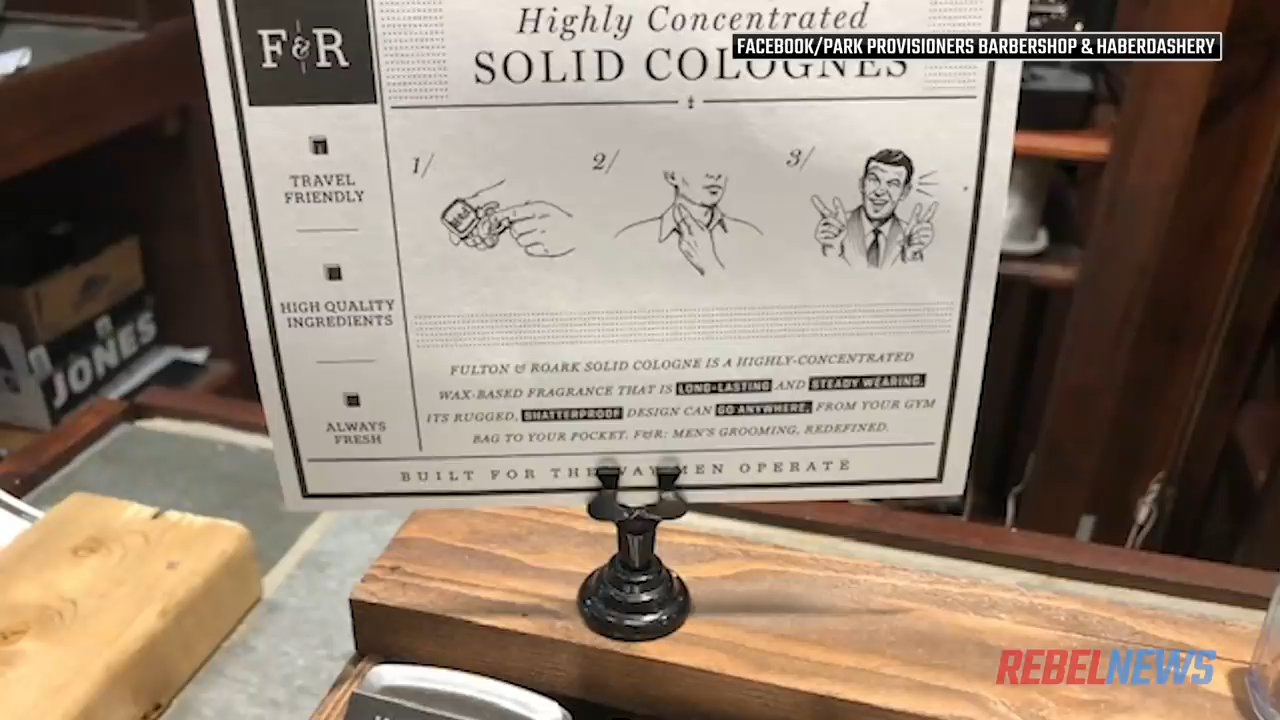 FACEBOOK/PARK PROVISIONERS BARBERSHOP & HABERDASHERY
F&R
Highly Concentrated
SOLID COLOGNES
TRAVEL
FRIENDLY
HIGH QUALITY
INGREDIENTS
ALWAYS
FRESH
1/
2/
3/
FULTON & ROARK SOLID COLOGNE IS A HIGHLY-CONCENTRATED
WAX-BASED FRAGRANCE THAT IS LONG-LASTING AND STEADY WEARING.
ITS RUGGED, SHATTERPROOF DESIGN CAN GO ANYWHERE, FROM YOUR GYM
BAG TO YOUR POCKET. F&R: MEN'S GROOMING, REDEFINED.
BUILT FOR THE WAY MEN OPERATE
JONES
REBELNEWS